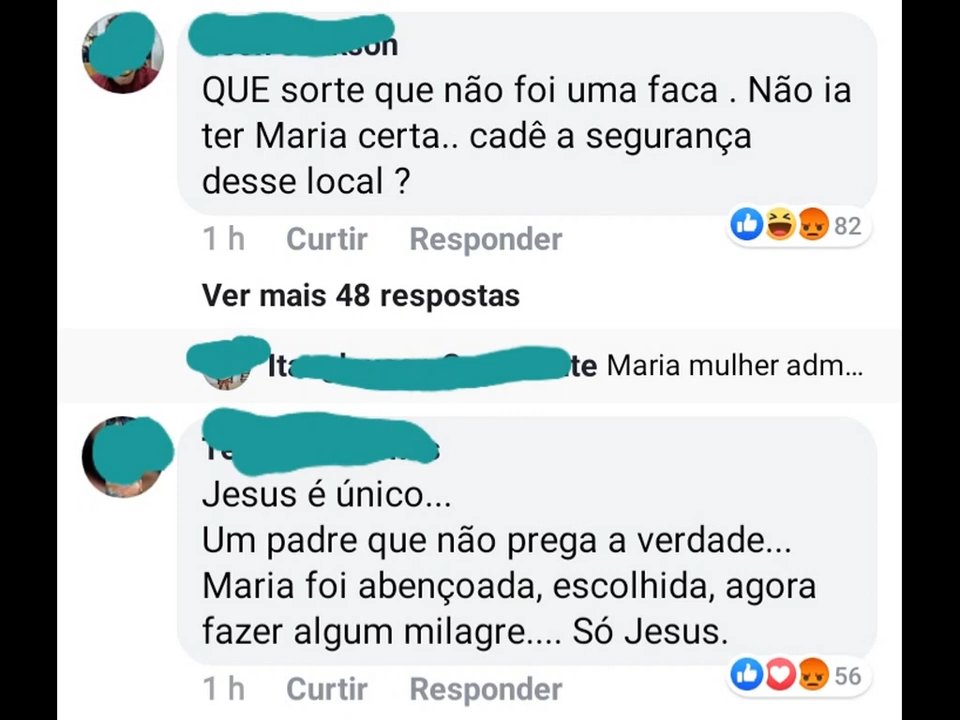 QUE sorte que não foi uma faca . Não ia
ter Maria certa.. cadê a segurança
desse local ?
82
1 h Curtir Responder
Ver mais 48 respostas
Maria mulher adm...
Jesus é único...
Um padre que não prega a verdade...
Maria foi abençoada, escolhida, agora
fazer algum milagre.... Só Jesus.
56
1 h Curtir Responder